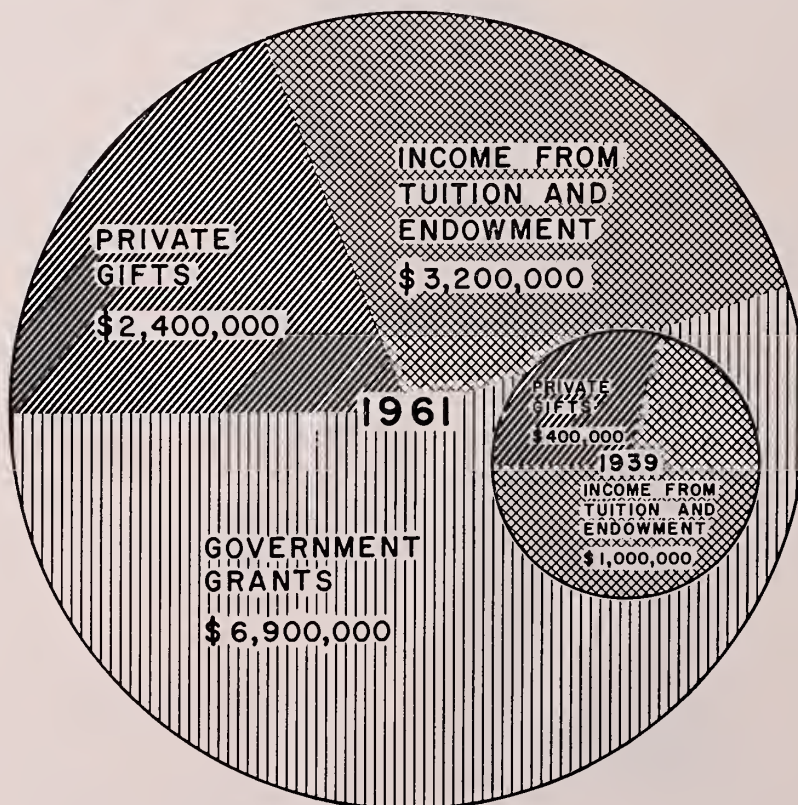 INCOME FROM
TUITION AND
ENDOWMENT
$3,200,000
PRIVATE
GIFTS
$2,400,000
1961
GOVERNMENT
GRANTS
$6,900,000
PRIVATE
GIFTS
$400,000
1939
INCOME FROM
TUITION AND
ENDOWMENT
$1,000,000